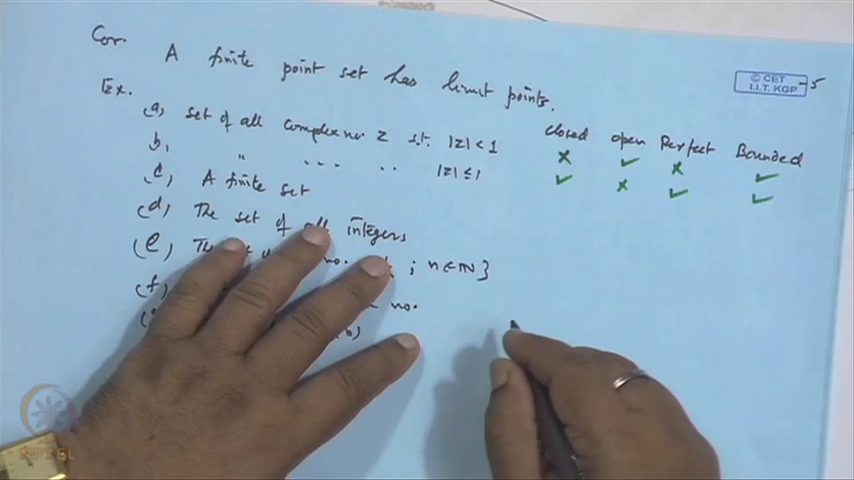 Cor. A finite point set has limit points.
© CET
I.I.T. KGP
-5
Ex.
(a) set of all complex no z s.t. |z| < 1
closed open Perfect Bounded
✗ ✓ ✗ ✓
b, " ... .. |z| ≤ 1
✓ ✗ ✓ ✓
(c) A finite set
(d) The set of all integers
(e) no. ; n ∈ IN }
(f) no.
b)